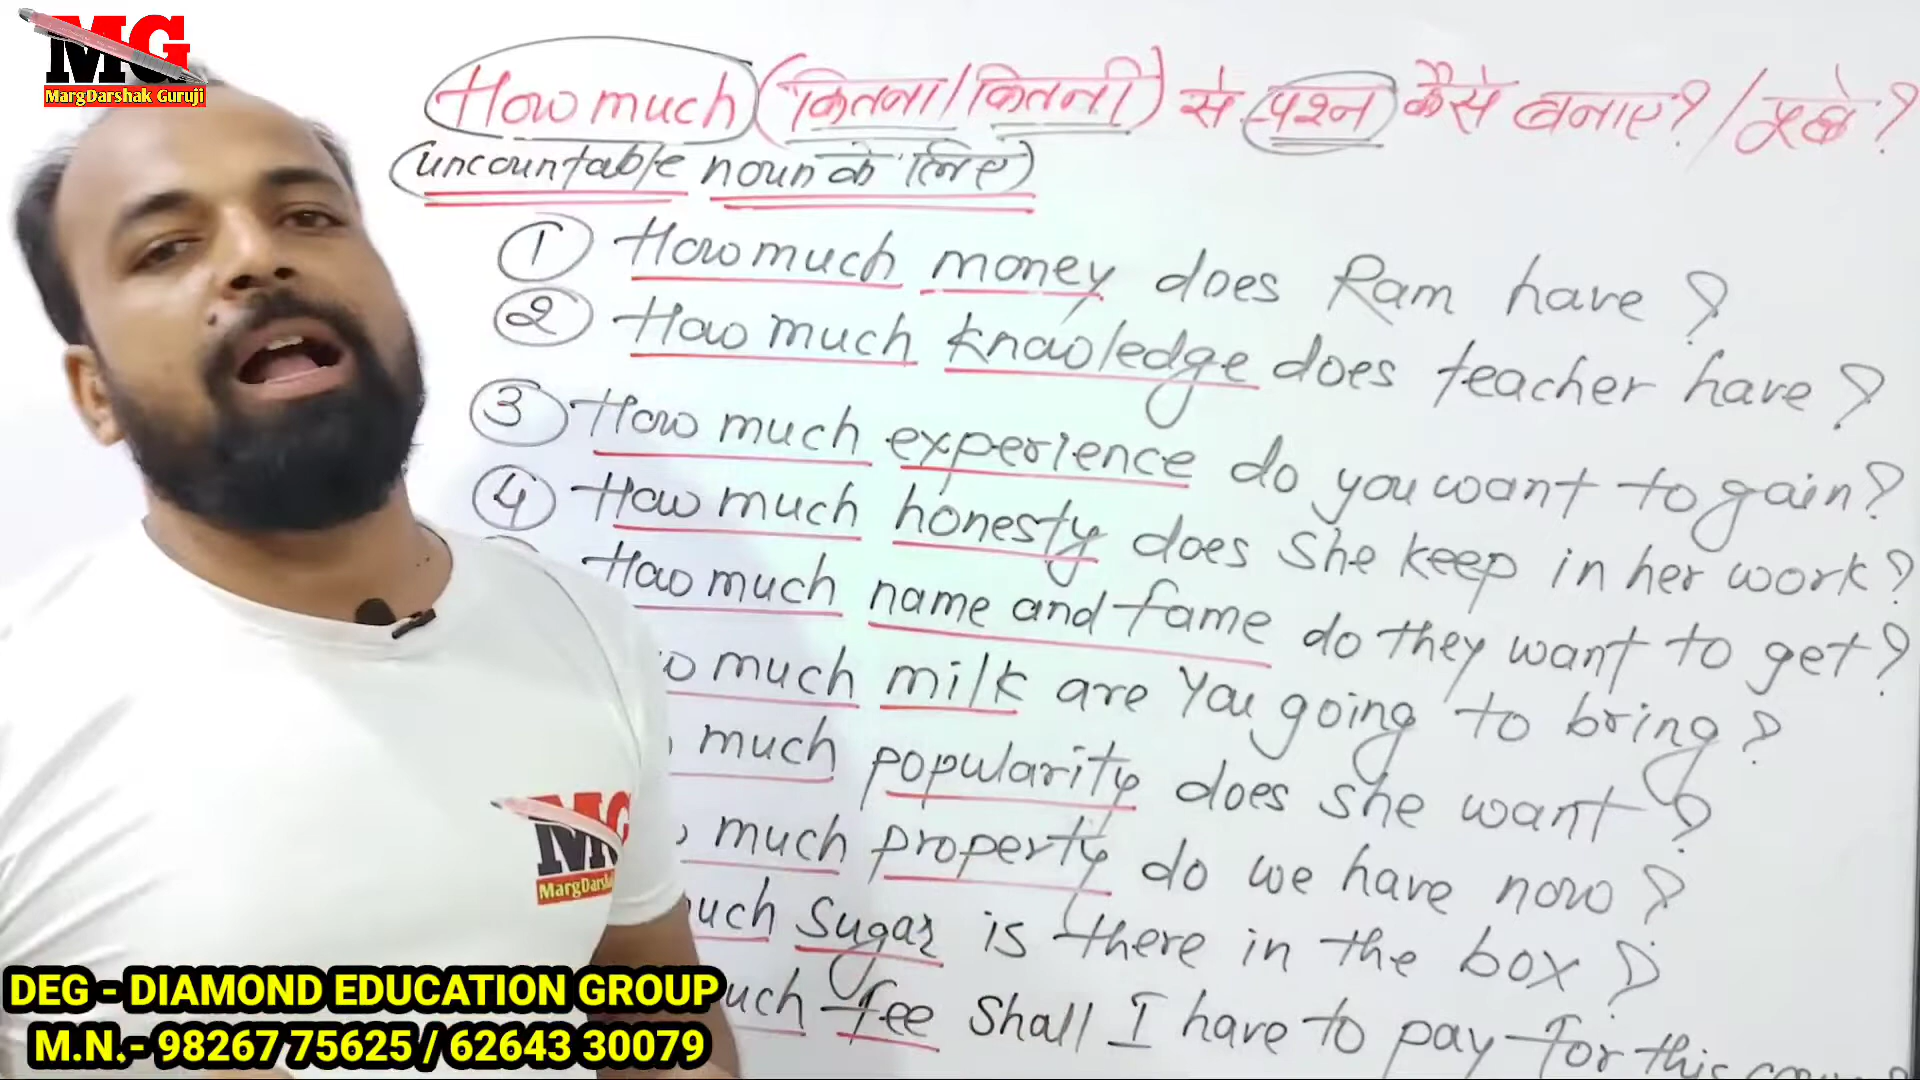 MG
MargDarshak Guruji
How much (कितना/कितनी) से प्रश्न कैसे बनाए? / पूछे?
(uncountable noun के लिए)
① How much money does Ram have?
② How much knowledge does teacher have?
③ How much experience do you want to gain?
④ How much honesty does she keep in her work?
How much name and fame do they want to get?
much milk are you going to bring?
much popularity does she want?
much property do we have now?
uch sugar is there in the box?
uch fee shall I have to pay for this
MG
MargDarsha
DEG - DIAMOND EDUCATION GROUP
M.N.- 98267 75625 / 62643 30079